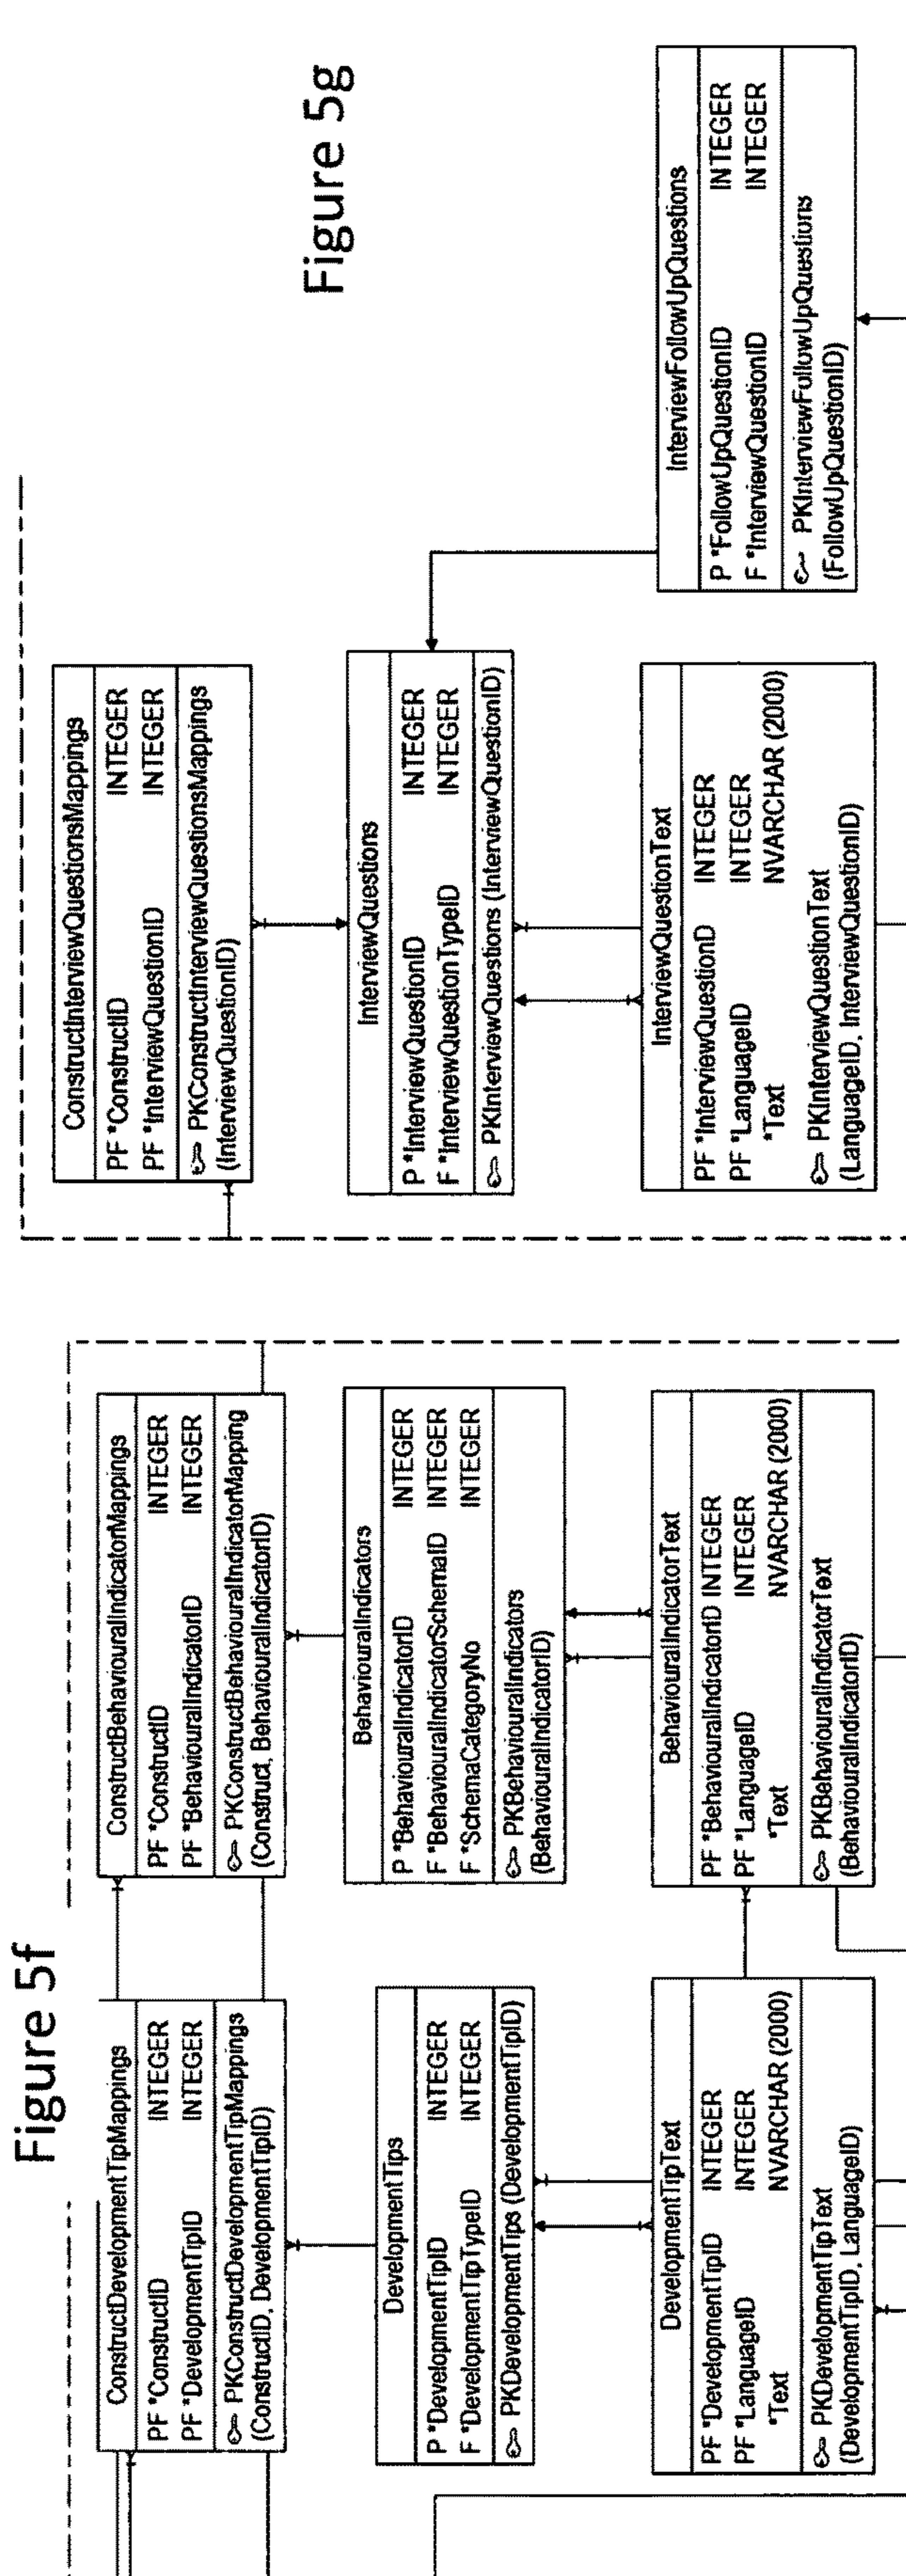 Figure 5f
ConstructDevelopmentTipMappings
PF *ConstructID INTEGER
PF *DevelopmentTipID INTEGER
PKConstructDevelopmentTipMappings
(ConstructID, DevelopmentTipID)
DevelopmentTips
P *DevelopmentTipID INTEGER
F *DevelopmentTipTypeID INTEGER
PKDevelopmentTips (DevelopmentTipID)
DevelopmentTipText
PF *DevelopmentTipID INTEGER
PF *LanguageID INTEGER
*Text NVARCHAR (2000)
PKDevelopmentTipText
(DevelopmentTipID, LanguageID)
ConstructBehaviouralIndicatorMappings
PF *ConstructID INTEGER
PF *BehaviouralIndicatorID INTEGER
PKConstructBehaviouralIndicatorMapping
(Construct, BehaviouralIndicatorID)
BehaviouralIndicators
P *BehaviouralIndicatorID INTEGER
F *BehaviouralIndicatorSchemaID INTEGER
F *SchemaCategoryNo INTEGER
PKBehaviouralIndicators
(BehaviouralIndicatorID)
BehaviouralIndicatorText
PF *BehaviouralIndicatorID INTEGER
PF *LanguageID INTEGER
*Text NVARCHAR (2000)
PKBehaviouralIndicatorText
(BehaviouralIndicatorID)
Figure 5g
ConstructInterviewQuestionsMappings
PF *ConstructID INTEGER
PF *InterviewQuestionID INTEGER
PKConstructInterviewQuestionsMappings
(InterviewQuestionID)
InterviewQuestions
P *InterviewQuestionID INTEGER
F *InterviewQuestionTypeID INTEGER
PKInterviewQuestions (InterviewQuestionID)
InterviewQuestionText
PF *InterviewQuestionD INTEGER
PF *LanguageID INTEGER
*Text NVARCHAR (2000)
PKInterviewQuestionText
(LanguageID, InterviewQuestionID)
InterviewFollowUpQuestions
P *FollowUpQuestionID INTEGER
F *InterviewQuestionID INTEGER
PKInterviewFollowUpQuestions
(FollowUpQuestionID)